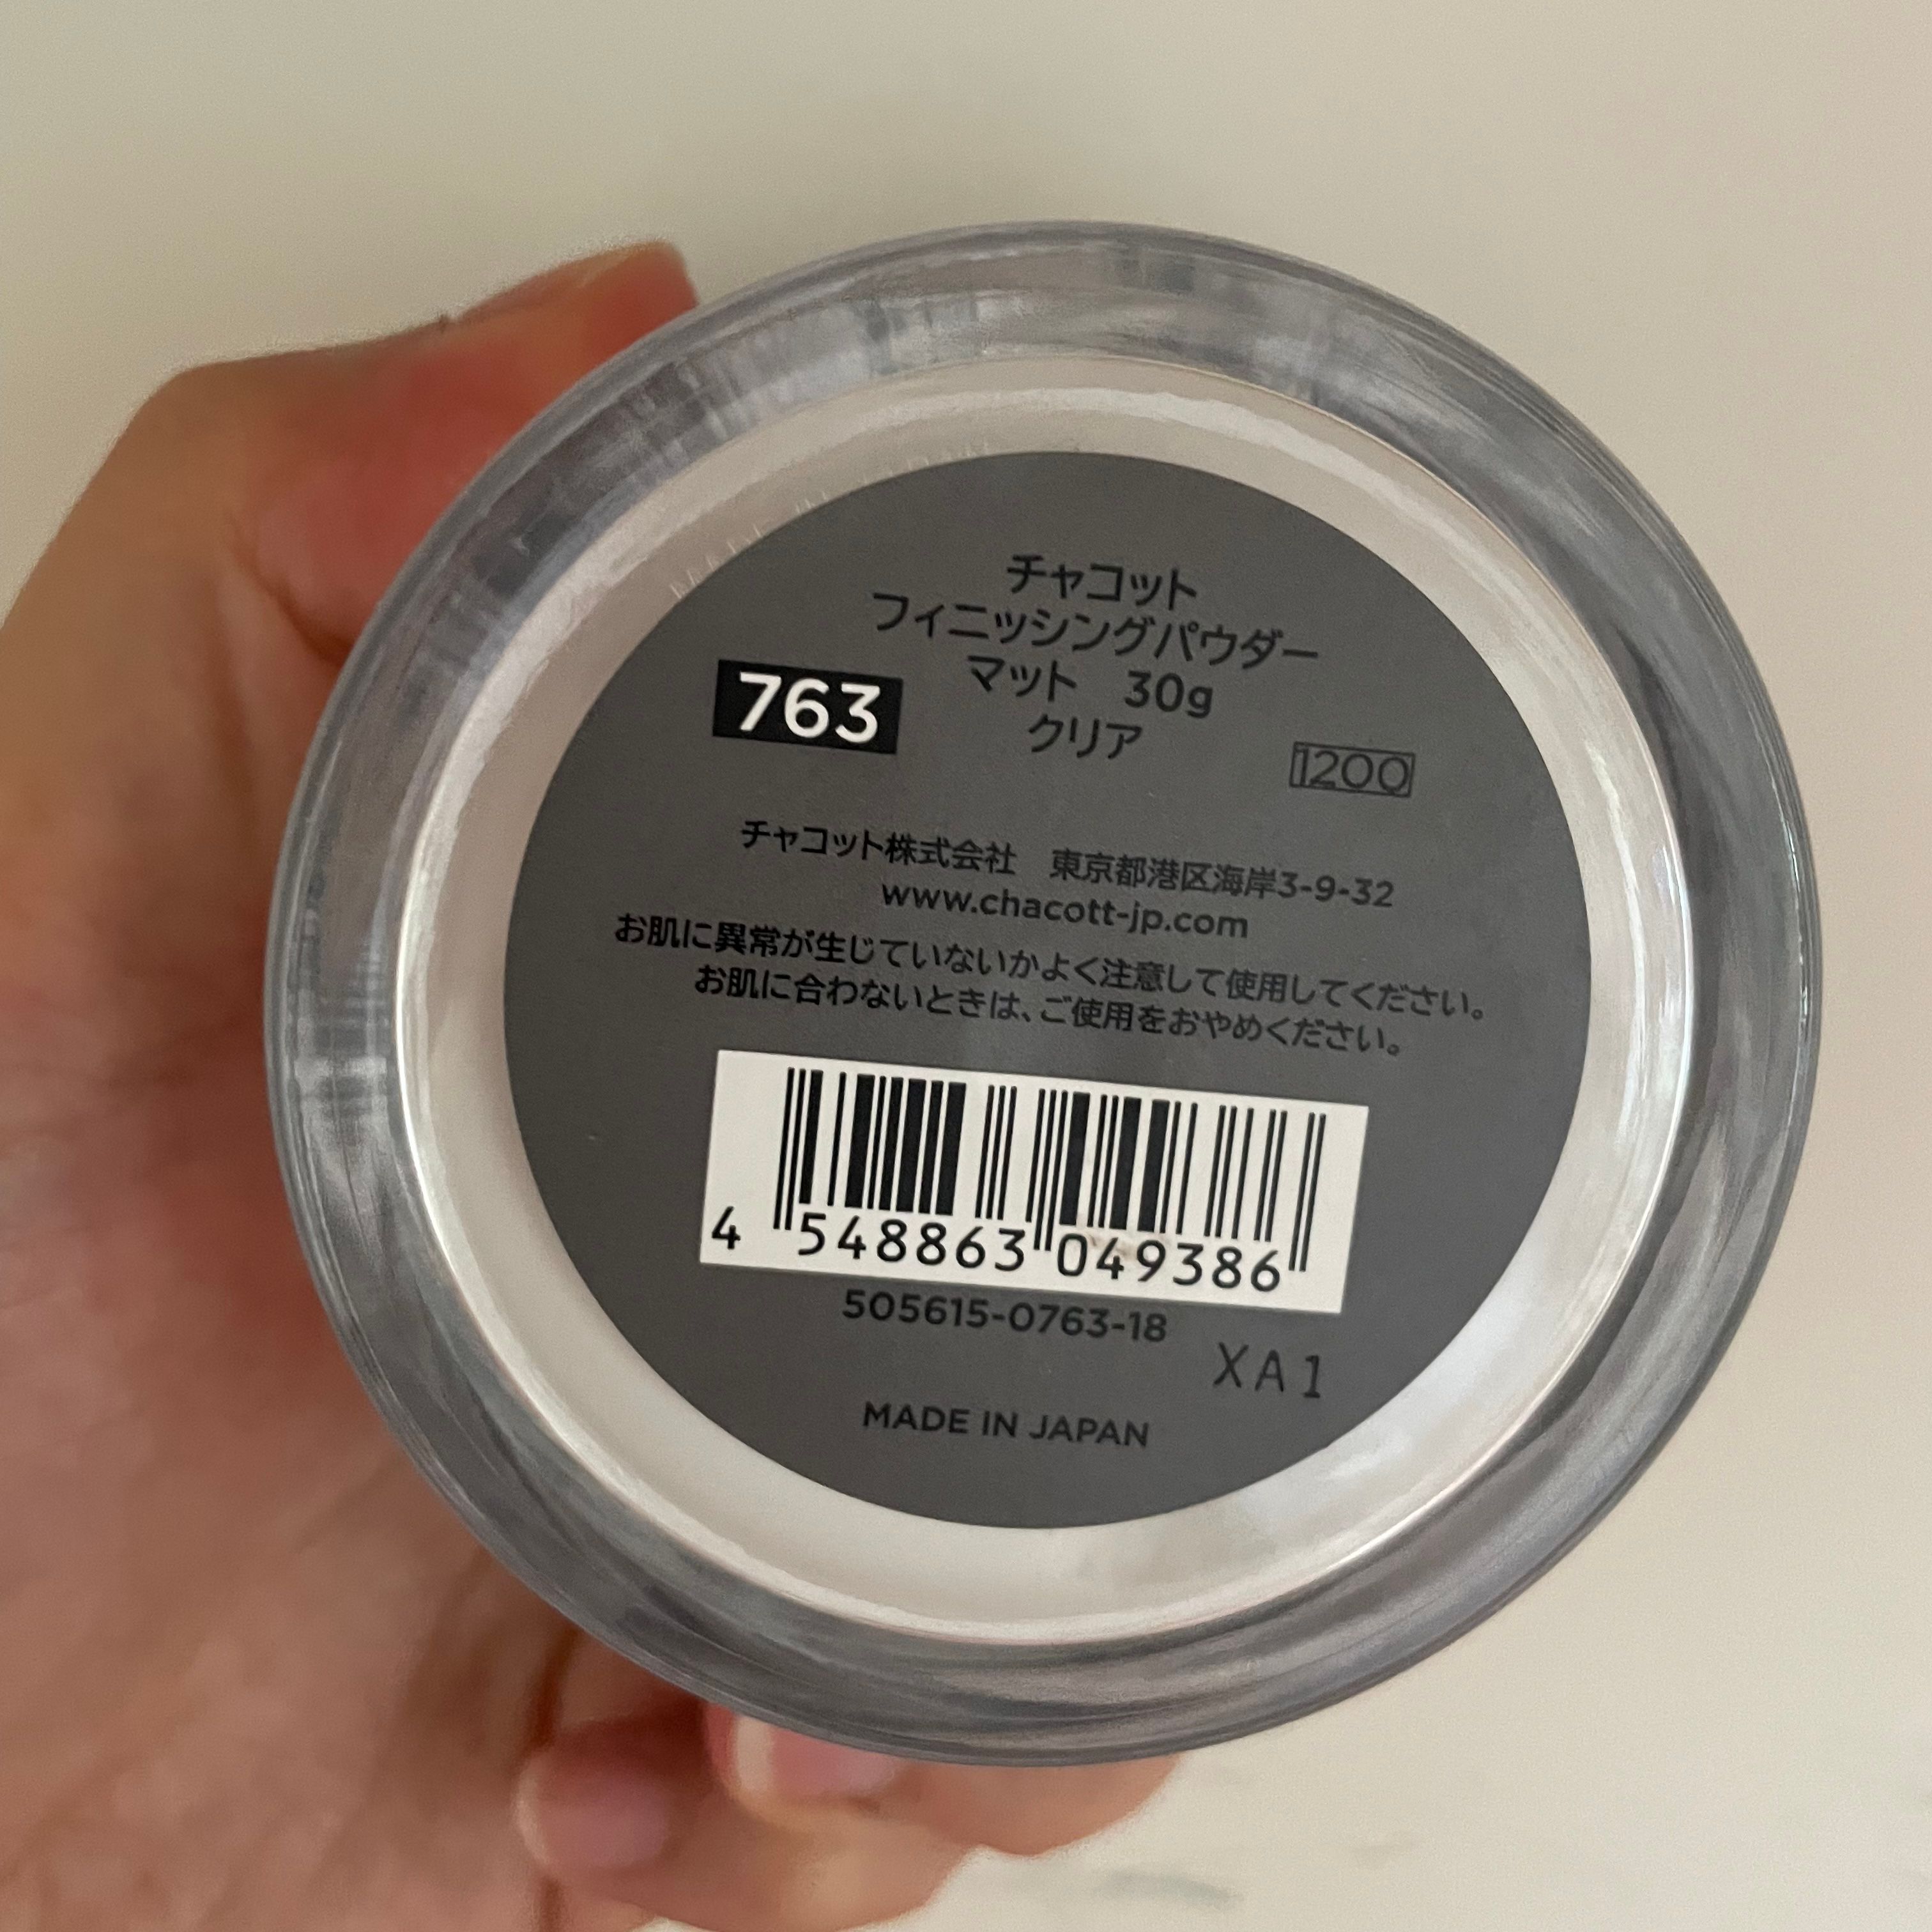 チャコット
フィニッシングパウダー
マット 30g
763
クリア
1200
チャコット株式会社 東京都港区海岸3-9-32
www.chacott-jp.com
お肌に異常が生じていないかよく注意して使用してください。
お肌に合わないときは、ご使用をおやめください。
4 548863 049386
505615-0763-18
XA1
MADE IN JAPAN